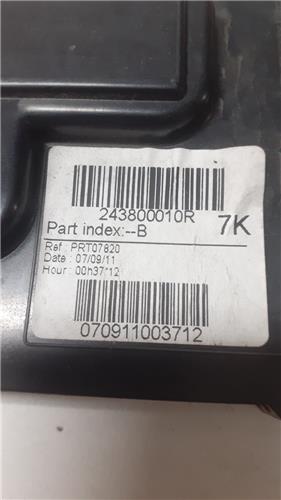 243800010R
Part index:--B 7K
Ref : PRT07820
Date : 07/09/11
Hour : 00h37'12
070911003712